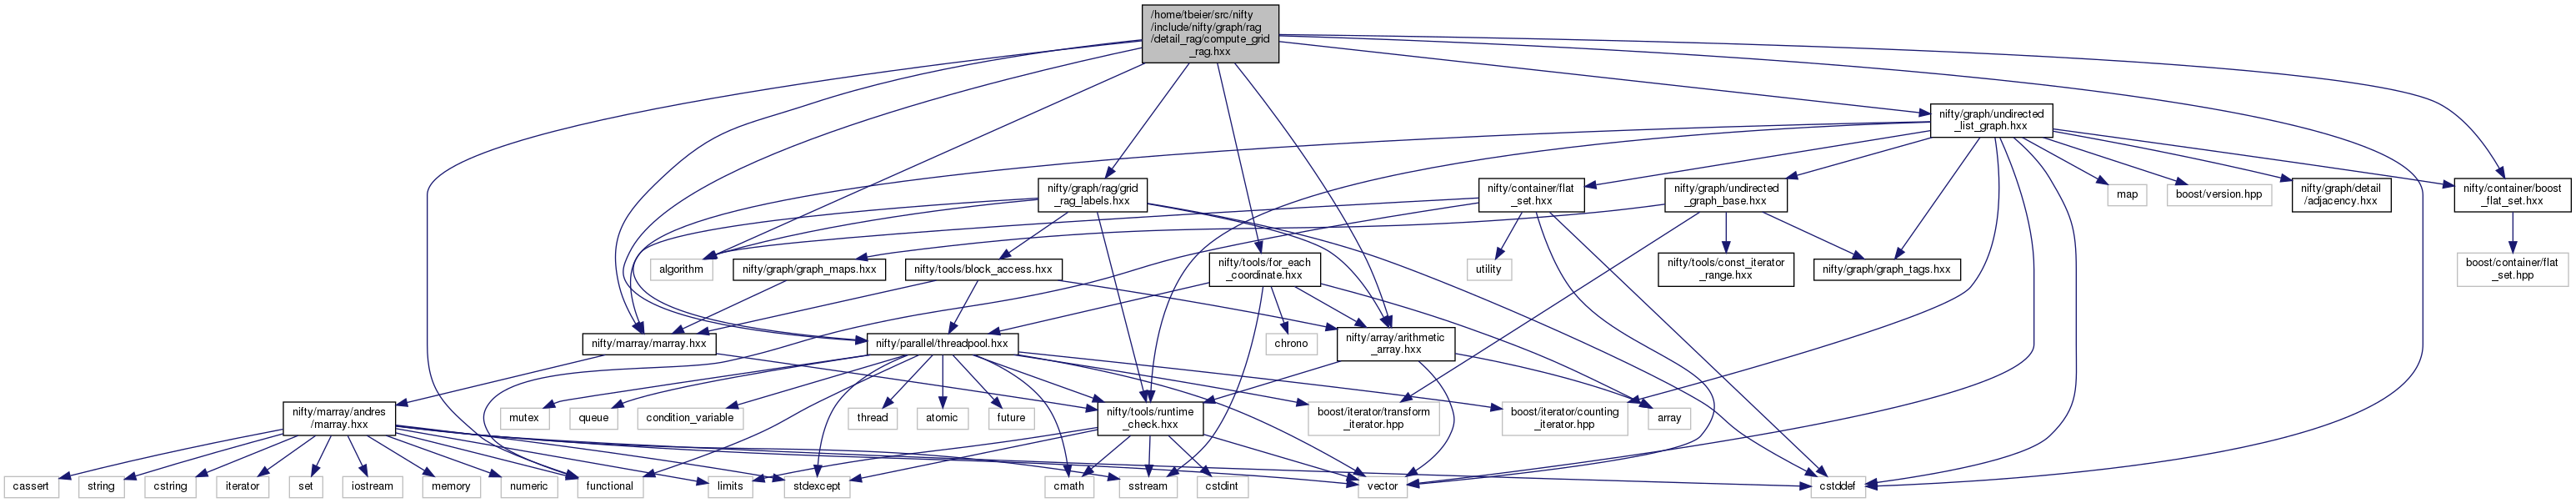 /home/tbeier/src/nifty
/include/nifty/graph/rag
/detail_rag/compute_grid
_rag.hxx
nifty/graph/undirected
_list_graph.hxx
nifty/graph/rag/grid
_rag_labels.hxx
nifty/container/flat
_set.hxx
nifty/graph/undirected
_graph_base.hxx
map
boost/version.hpp
nifty/graph/detail
/adjacency.hxx
nifty/container/boost
_flat_set.hxx
algorithm
nifty/graph/graph_maps.hxx
nifty/tools/block_access.hxx
nifty/tools/for_each
_coordinate.hxx
utility
nifty/tools/const_iterator
_range.hxx
nifty/graph/graph_tags.hxx
boost/container/flat
_set.hpp
nifty/marray/marray.hxx
nifty/parallel/threadpool.hxx
chrono
nifty/array/arithmetic
_array.hxx
nifty/marray/andres
/marray.hxx
mutex
queue
condition_variable
thread
atomic
future
nifty/tools/runtime
_check.hxx
boost/iterator/transform
_iterator.hpp
boost/iterator/counting
_iterator.hpp
array
cassert
string
cstring
iterator
set
iostream
memory
numeric
functional
limits
stdexcept
cmath
sstream
cstdint
vector
cstddef